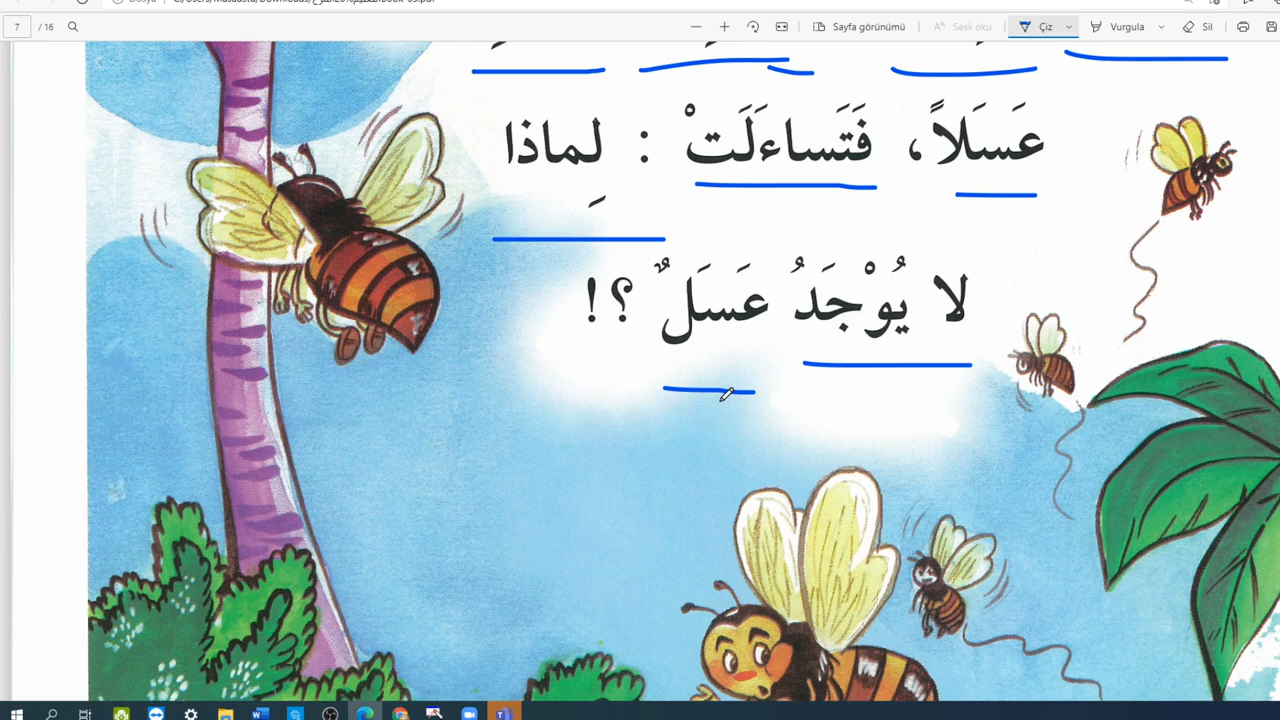 7 / 16
Sayfa görünümü
Sesli oku
Çiz
Vurgula
Sil
عَسَلاً، فَتَساءَلَتْ : لِماذا
لا يُوْجَدُ عَسَلٌ ؟!